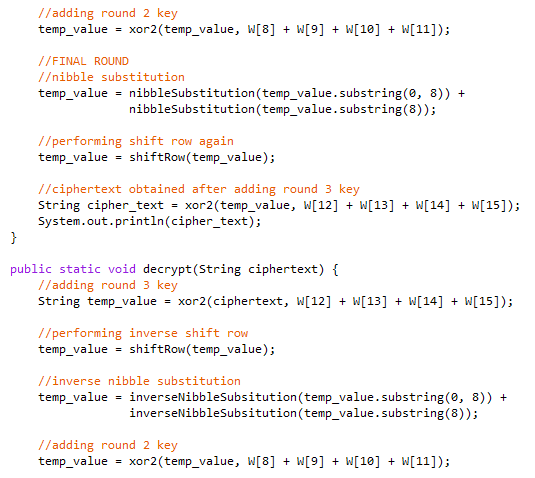 //adding round 2 key
temp_value = xor2(temp_value, W[8] + W[9] + W[10] + W[11]);
//FINAL ROUND
//nibble substitution
temp_value = nibbleSubstitution(temp_value.substring(0, 8)) +
nibbleSubstitution(temp_value.substring(8));
//performing shift row again
temp_value = shiftRow(temp_value);
//ciphertext obtained after adding round 3 key
String cipher_text = xor2(temp_value, W[12] + W[13] + W[14] + W[15]);
System.out.println(cipher_text);
}
public static void decrypt(String ciphertext) {
//adding round 3 key
String temp_value = xor2(ciphertext, W[12] + W[13] + W[14] + W[15]);
//performing inverse shift row
temp_value = shiftRow(temp_value);
//inverse nibble substitution
temp_value = inverseNibbleSubsitution(temp_value.substring(0, 8)) +
inverseNibbleSubsitution(temp_value.substring(8));
//adding round 2 key
temp_value = xor2(temp_value, W[8] + W[9] + W[10] + W[11]);